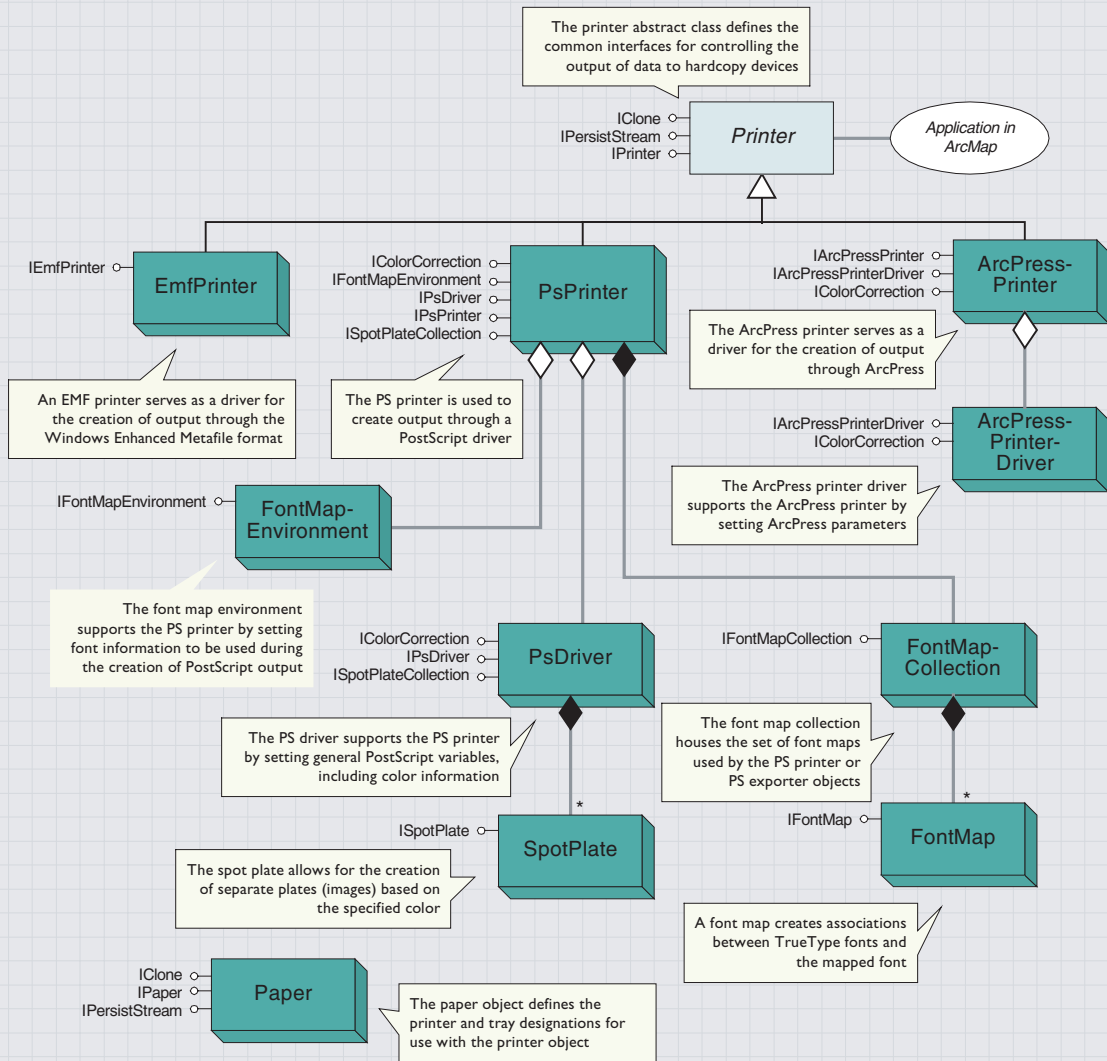 The printer abstract class defines the
common interfaces for controlling the
output of data to hardcopy devices
IClone
IPersistStream
IPrinter
Printer
Application in
ArcMap
IEmfPrinter
EmfPrinter
IColorCorrection
IFontMapEnvironment
IPsDriver
IPsPrinter
ISpotPlateCollection
PsPrinter
IArcPressPrinter
IArcPressPrinterDriver
IColorCorrection
ArcPress-
Printer
The ArcPress printer serves as a
driver for the creation of output
through ArcPress
An EMF printer serves as a driver for
the creation of output through the
Windows Enhanced Metafile format
The PS printer is used to
create output through a
PostScript driver
IArcPressPrinterDriver
IColorCorrection
ArcPress-
Printer-
Driver
The ArcPress printer driver
supports the ArcPress printer by
setting ArcPress parameters
IFontMapEnvironment
FontMap-
Environment
The font map environment
supports the PS printer by setting
font information to be used during
the creation of PostScript output
IColorCorrection
IPsDriver
ISpotPlateCollection
PsDriver
IFontMapCollection
FontMap-
Collection
The PS driver supports the PS printer
by setting general PostScript variables,
including color information
The font map collection
houses the set of font maps
used by the PS printer or
PS exporter objects
*
*
ISpotPlate
SpotPlate
IFontMap
FontMap
The spot plate allows for the creation
of separate plates (images) based on
the specified color
A font map creates associations
between TrueType fonts and
the mapped font
IClone
IPaper
IPersistStream
Paper
The paper object defines the
printer and tray designations for
use with the printer object